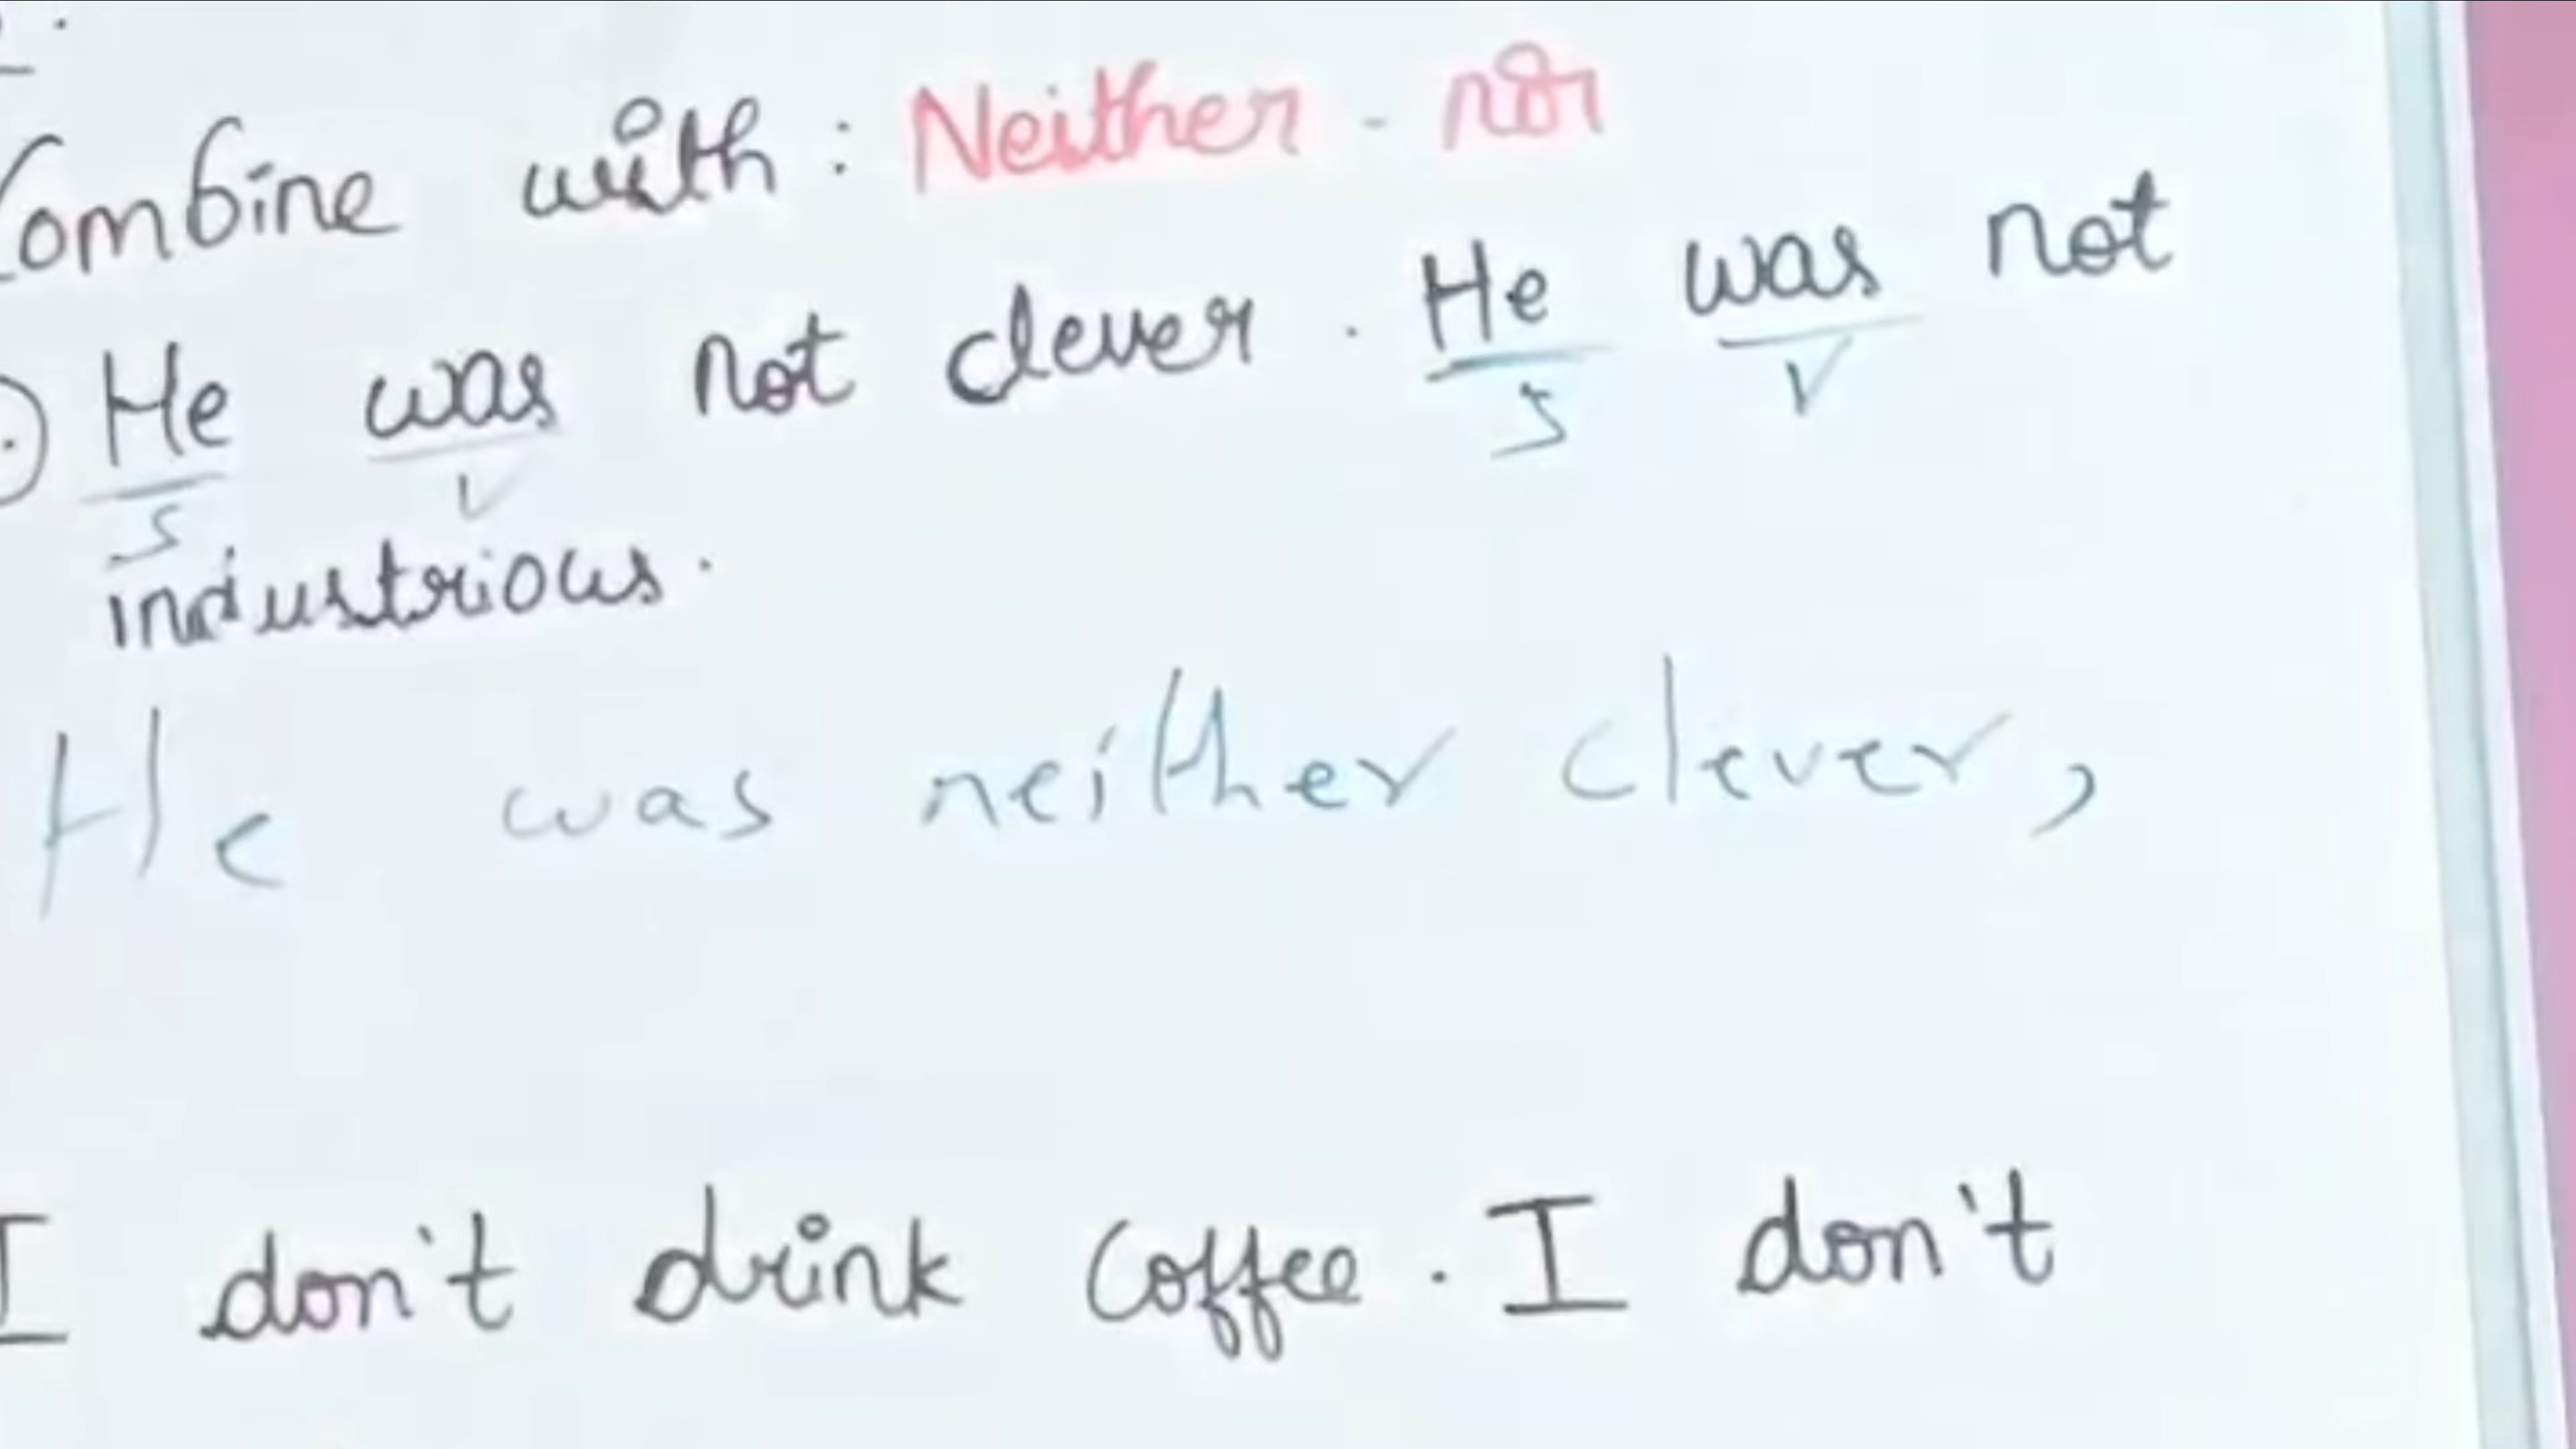 Combine with : Neither - nor
He was not clever . He was not
S V S V
industrious .
He was neither clever ,
I don't drink Coffee . I don't